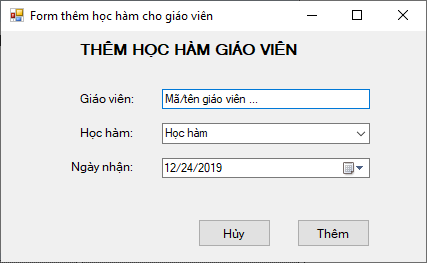 Form thêm học hàm cho giáo viên
THÊM HỌC HÀM GIÁO VIÊN
Giáo viên: Mã/tên giáo viên ...
Học hàm: Học hàm
Ngày nhận: 12/24/2019
Hủy Thêm